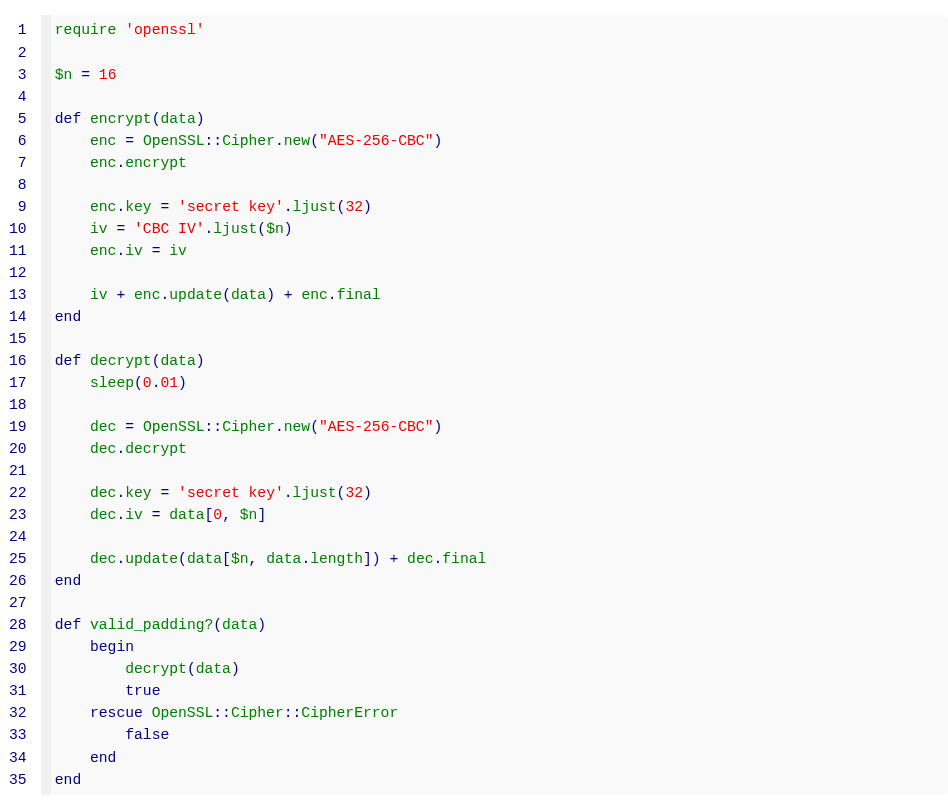 1 require 'openssl'
2
3 $n = 16
4
5 def encrypt(data)
6     enc = OpenSSL::Cipher.new("AES-256-CBC")
7     enc.encrypt
8
9     enc.key = 'secret key'.ljust(32)
10     iv = 'CBC IV'.ljust($n)
11     enc.iv = iv
12
13     iv + enc.update(data) + enc.final
14 end
15
16 def decrypt(data)
17     sleep(0.01)
18
19     dec = OpenSSL::Cipher.new("AES-256-CBC")
20     dec.decrypt
21
22     dec.key = 'secret key'.ljust(32)
23     dec.iv = data[0, $n]
24
25     dec.update(data[$n, data.length]) + dec.final
26 end
27
28 def valid_padding?(data)
29     begin
30         decrypt(data)
31         true
32     rescue OpenSSL::Cipher::CipherError
33         false
34     end
35 end